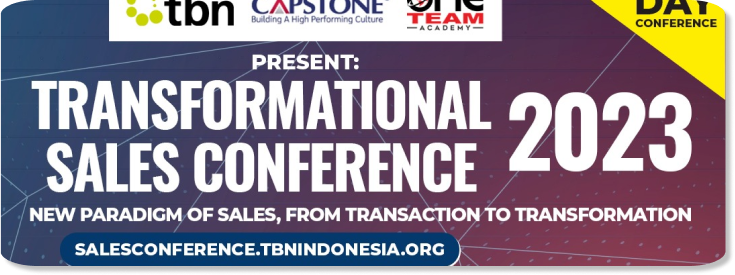 tbn
CAPSTONE
Building A High Performing Culture
TEAM
ACADEMY
DAY
CONFERENCE
PRESENT:
TRANSFORMATIONAL
SALES CONFERENCE
2023
NEW PARADIGM OF SALES, FROM TRANSACTION TO TRANSFORMATION
SALESCONFERENCE.TBNINDONESIA.ORG